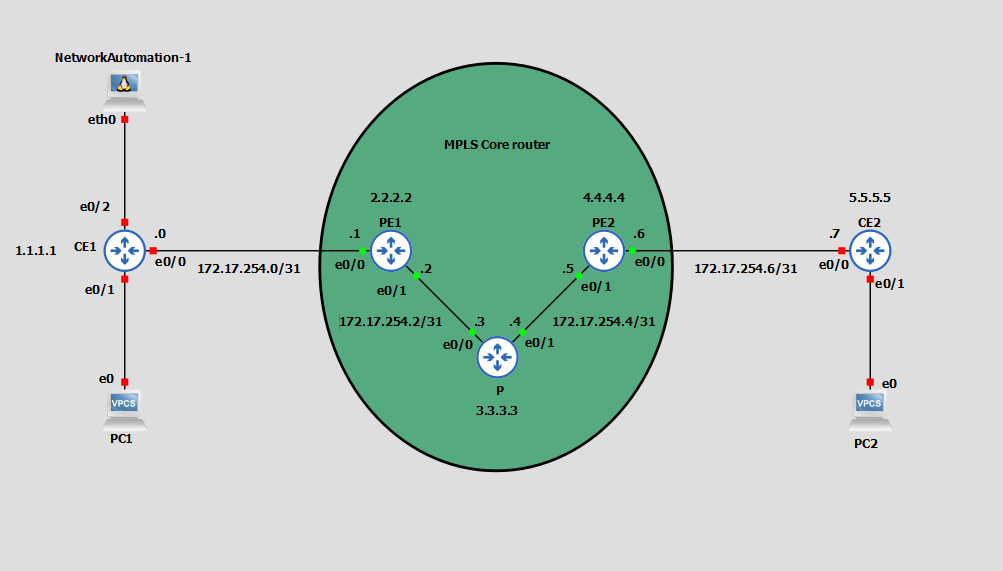 NetworkAutomation-1
eth0
MPLS Core router
e0/2
2.2.2.2
4.4.4.4
5.5.5.5
1.1.1.1
CE1
.0
e0/0
172.17.254.0/31
.1
PE1
e0/0
.2
e0/1
PE2
.6
e0/0
.5
e0/1
172.17.254.6/31
.7
CE2
e0/0
e0/1
e0/1
172.17.254.2/31
.3
.4
172.17.254.4/31
e0/0
e0/1
P
3.3.3.3
e0
VPCS
PC1
e0
VPCS
PC2